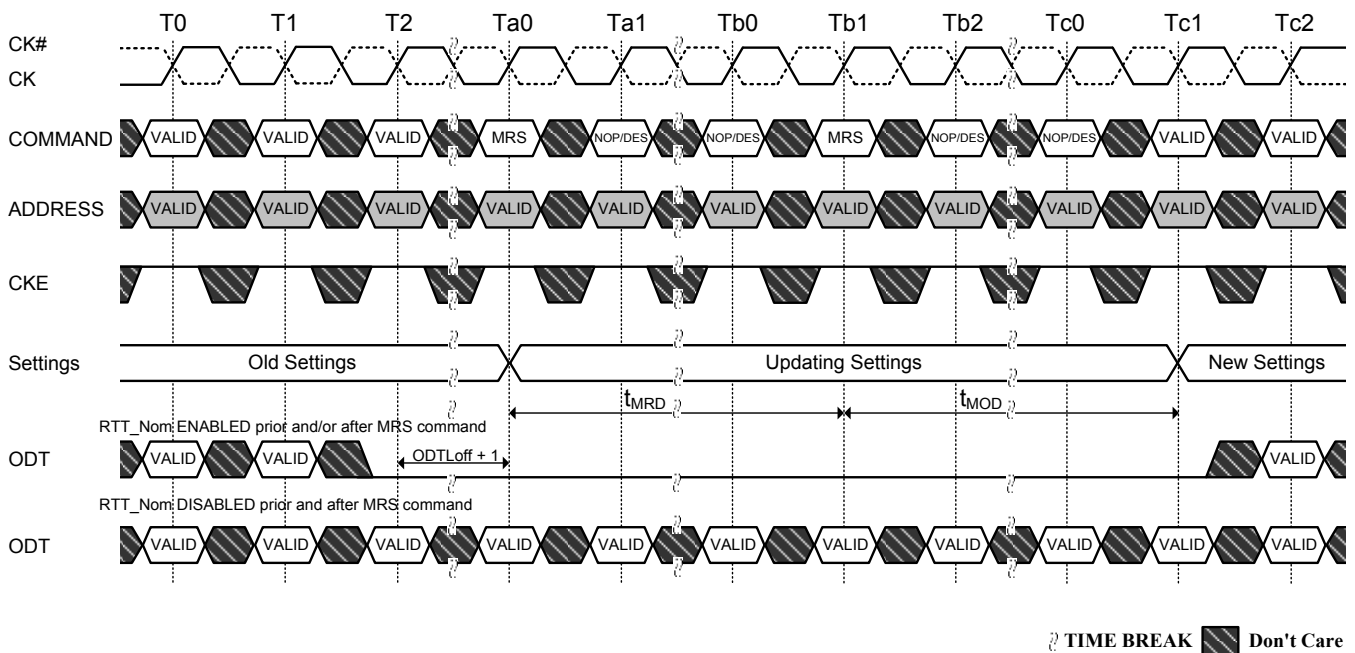 T0 T1 T2 Ta0 Ta1 Tb0 Tb1 Tb2 Tc0 Tc1 Tc2
CK#
CK
COMMAND VALID VALID VALID MRS NOP/DES NOP/DES MRS NOP/DES NOP/DES VALID VALID
ADDRESS VALID VALID VALID VALID VALID VALID VALID VALID VALID VALID VALID
CKE
Settings Old Settings Updating Settings New Settings
tMRD tMOD
RTT_Nom ENABLED prior and/or after MRS command
ODT VALID VALID ODTLoff + 1 VALID
RTT_Nom DISABLED prior and after MRS command
ODT VALID VALID VALID VALID VALID VALID VALID VALID VALID VALID VALID
TIME BREAK Don't Care